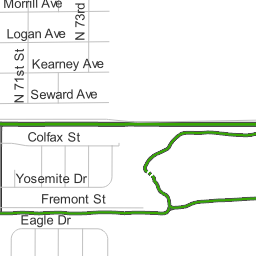 Morrill Ave
Logan Ave
N 73rd
Kearney Ave
N 71st St
Seward Ave
Colfax St
Yosemite Dr
Fremont St
Eagle Dr